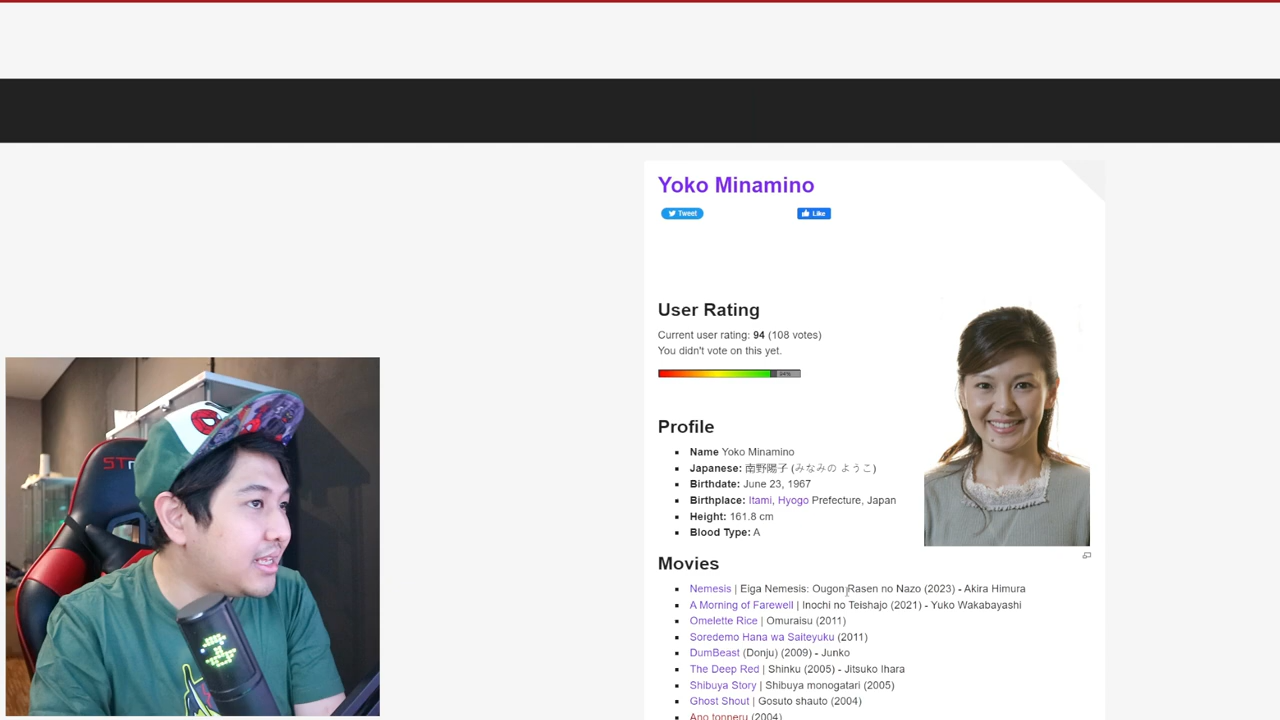 Yoko Minamino
Tweet
Like
User Rating
Current user rating: 94 (108 votes)
You didn't vote on this yet.
94%
Profile
Name Yoko Minamino
Japanese: 南野陽子 (みなみの ようこ)
Birthdate: June 23, 1967
Birthplace: Itami, Hyogo Prefecture, Japan
Height: 161.8 cm
Blood Type: A
Movies
Nemesis | Eiga Nemesis: Ougon Rasen no Nazo (2023) - Akira Himura
A Morning of Farewell | Inochi no Teishajo (2021) - Yuko Wakabayashi
Omelette Rice | Omuraisu (2011)
Soredemo Hana wa Saiteyuku (2011)
DumBeast (Donju) (2009) - Junko
The Deep Red | Shinku (2005) - Jitsuko Ihara
Shibuya Story | Shibuya monogatari (2005)
Ghost Shout | Gosuto shauto (2004)
Ano tonneru (2004)